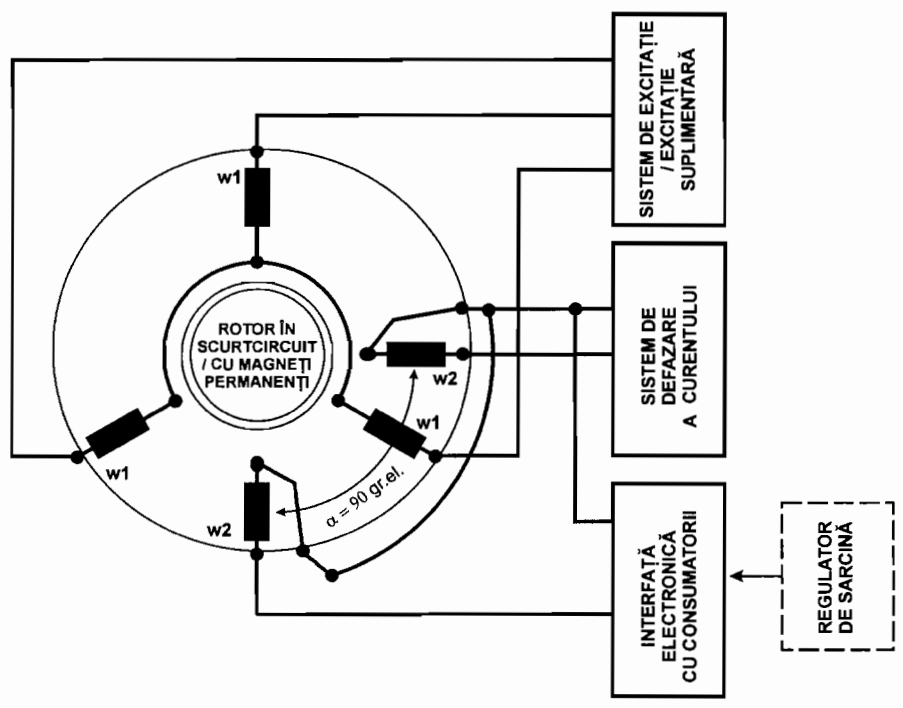 w1
ROTOR ÎN
SCURTCIRCUIT
/ CU MAGNEȚI
PERMANENȚI
w2
w1
w1
w2
α = 90 gr.el.
SISTEM DE EXCITAȚIE
/ EXCITAȚIE
SUPLIMENTARĂ
SISTEM DE
DEFAZARE
A CURENTULUI
INTERFAȚĂ
ELECTRONICĂ
CU CONSUMATORII
REGULATOR
DE SARCINĂ